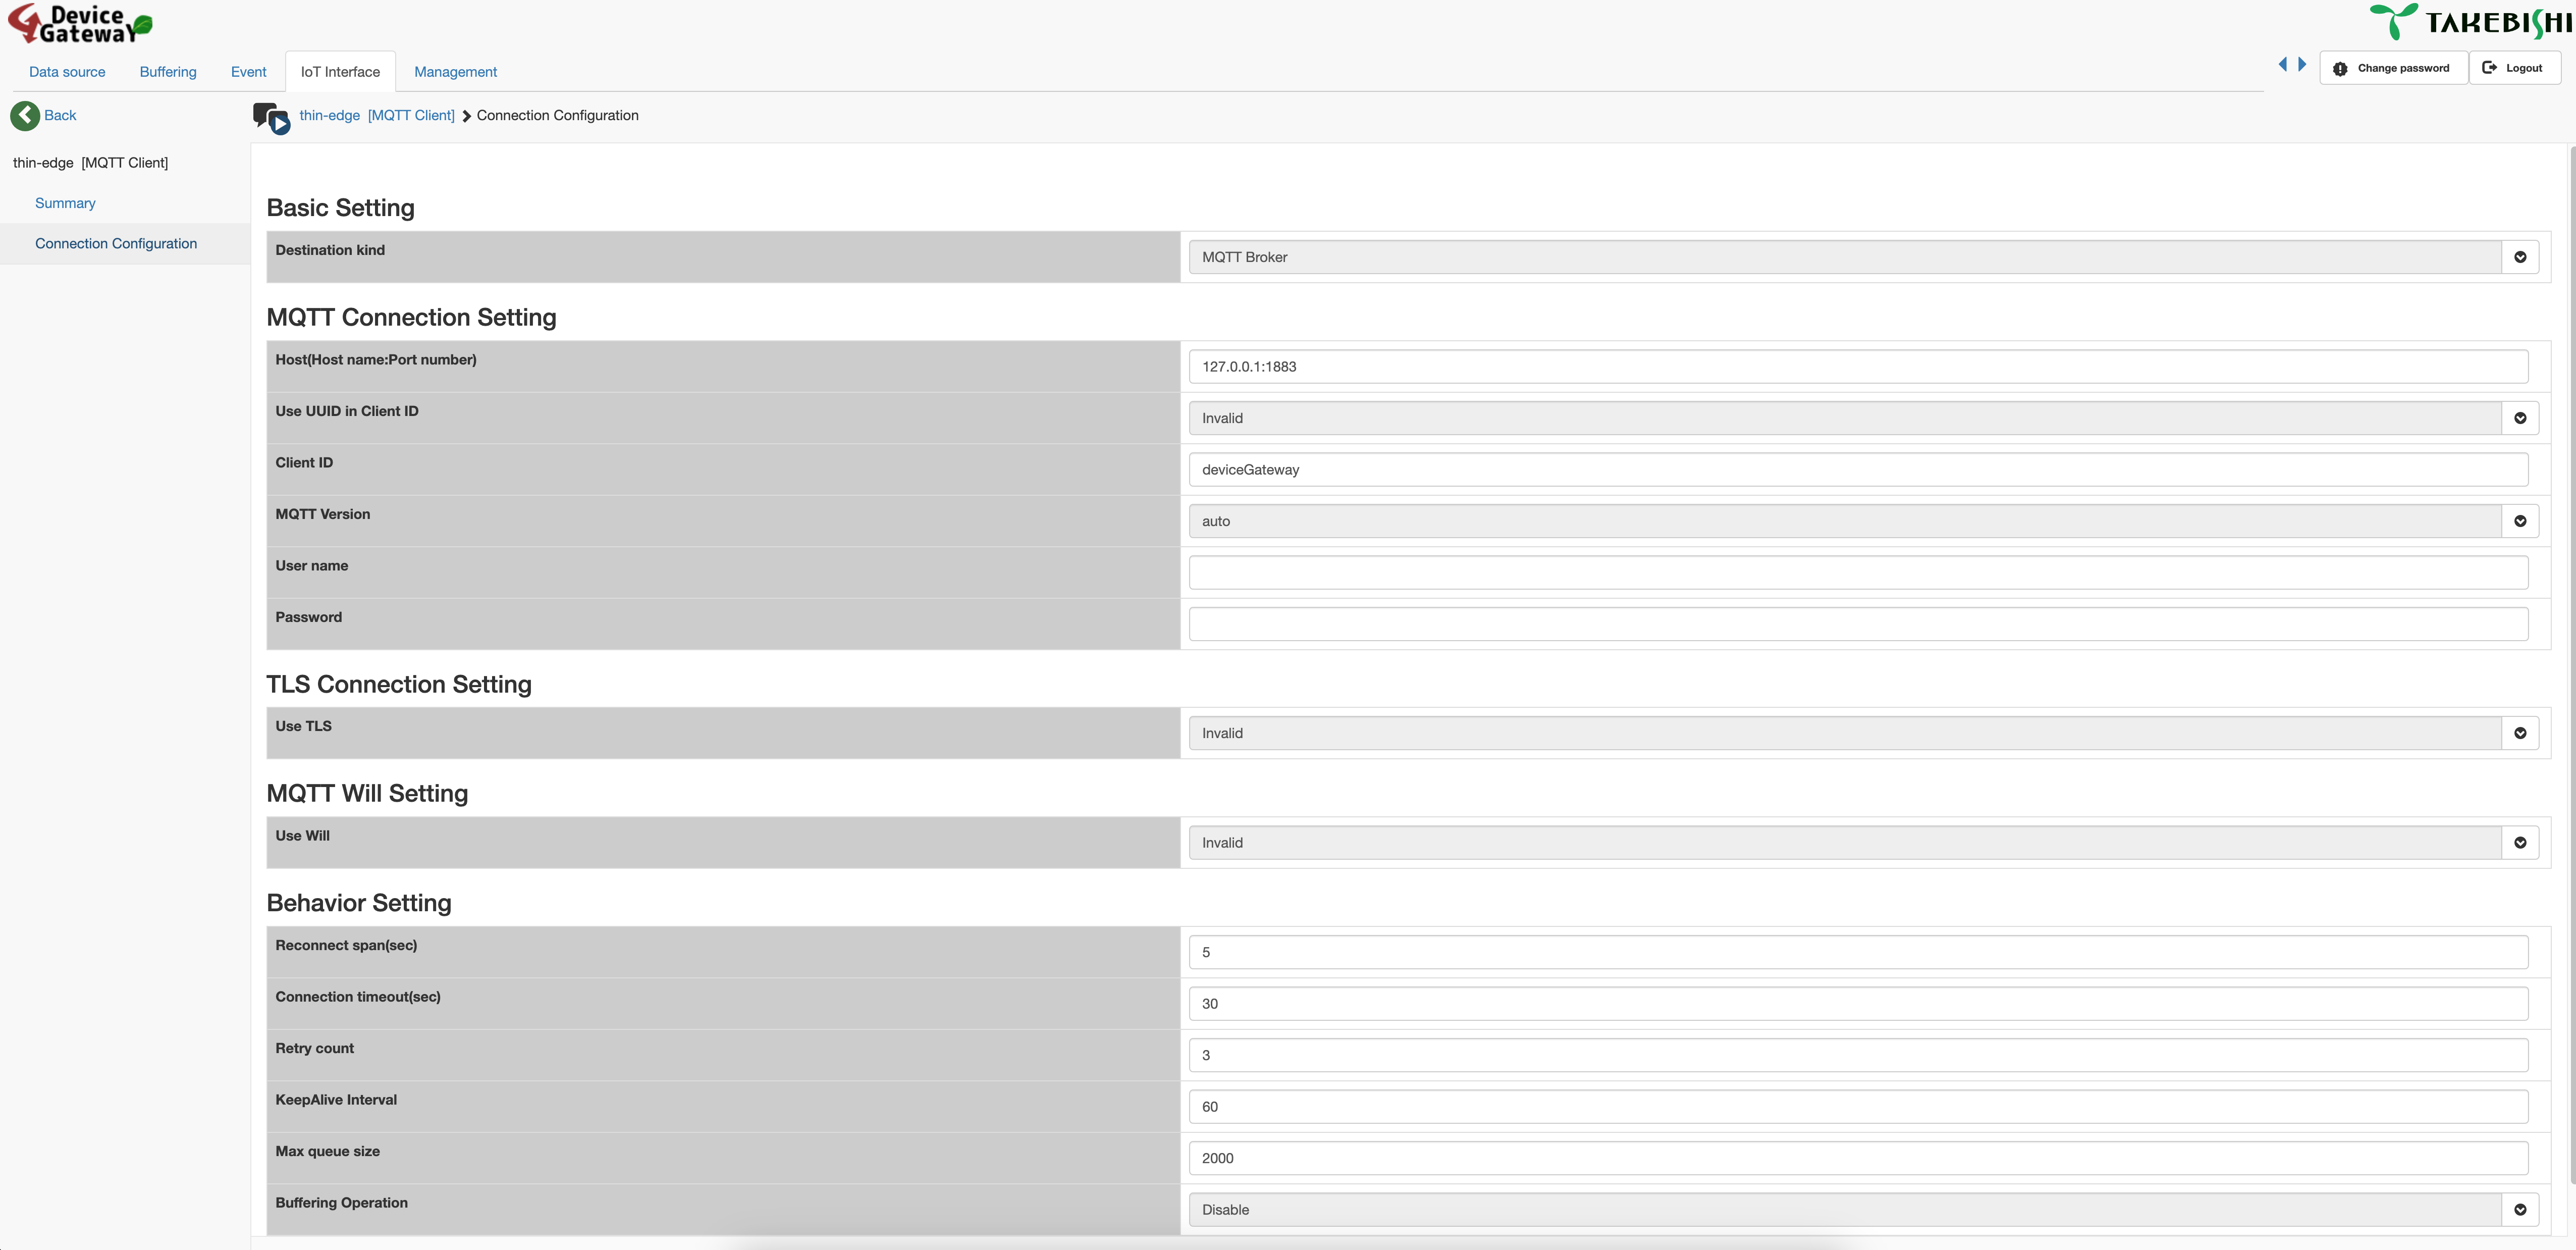 Device
Gateway
TAKEBISHI
Data source
Buffering
Event
IoT Interface
Management
Change password
Logout
Back
thin-edge [MQTT Client]
Connection Configuration
thin-edge [MQTT Client]
Summary
Connection Configuration
Basic Setting
Destination kind
MQTT Broker
MQTT Connection Setting
Host(Host name:Port number)
127.0.0.1:1883
Use UUID in Client ID
Invalid
Client ID
deviceGateway
MQTT Version
auto
User name
Password
TLS Connection Setting
Use TLS
Invalid
MQTT Will Setting
Use Will
Invalid
Behavior Setting
Reconnect span(sec)
5
Connection timeout(sec)
30
Retry count
3
KeepAlive Interval
60
Max queue size
2000
Buffering Operation
Disable